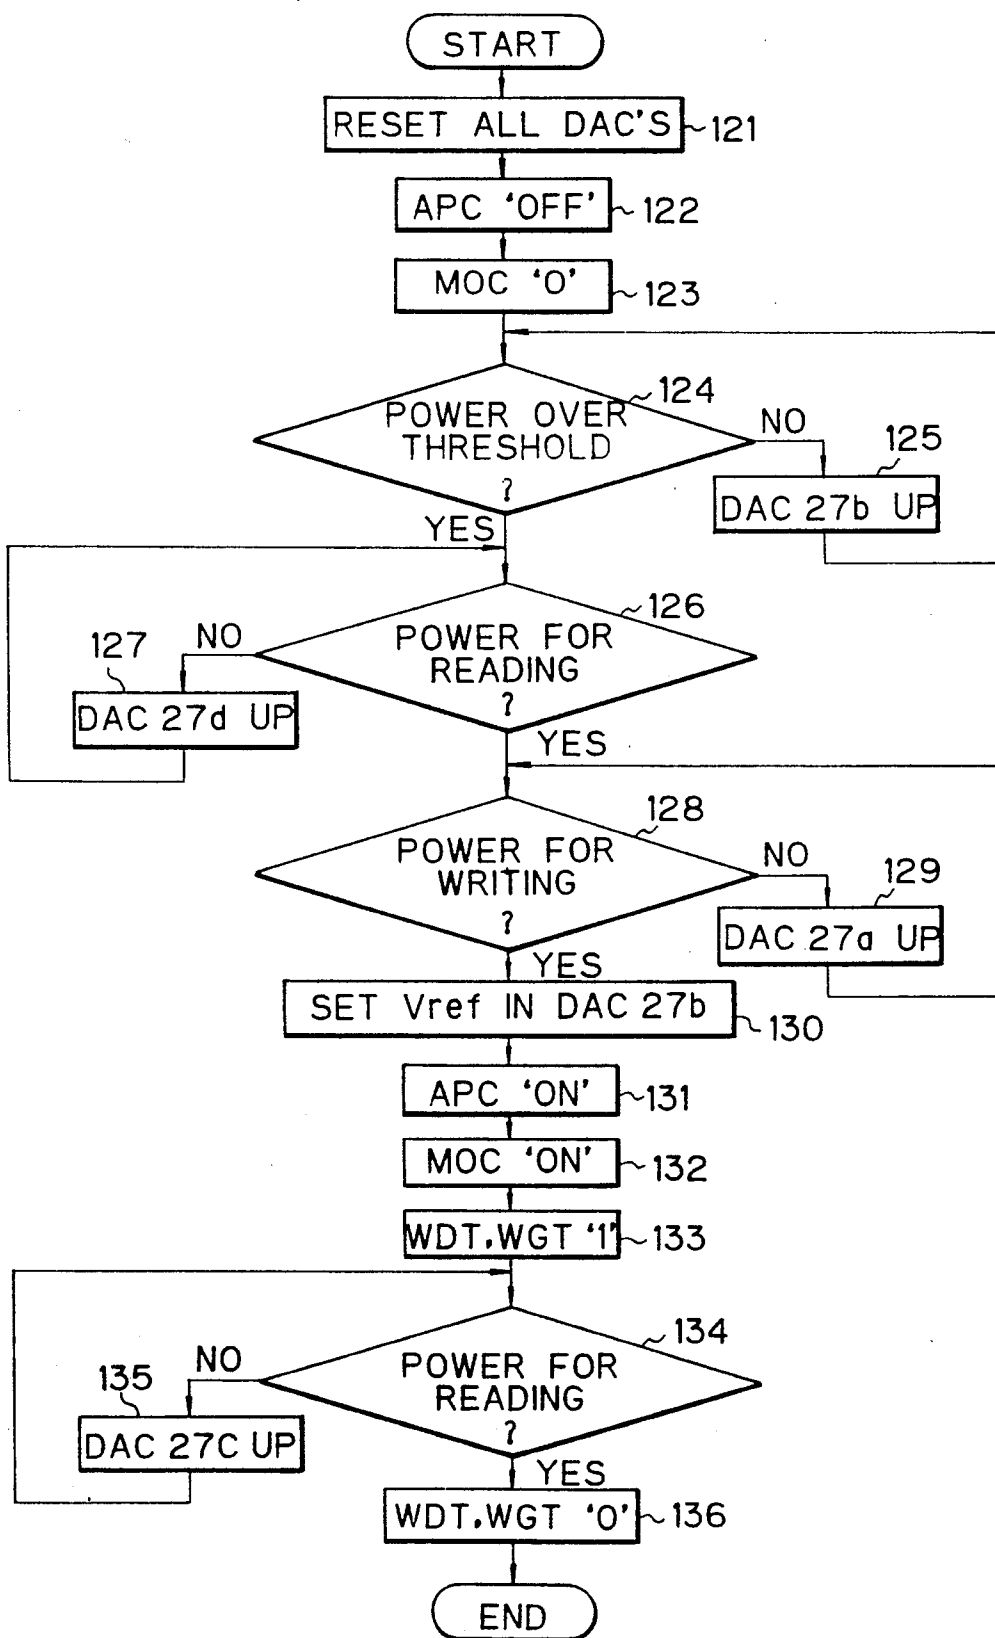 START
RESET ALL DAC'S
121
APC 'OFF'
122
MOC 'O'
123
124
POWER OVER
THRESHOLD
?
NO
125
DAC 27b UP
YES
126
POWER FOR
READING
?
NO
127
DAC 27d UP
YES
128
POWER FOR
WRITING
?
NO
129
DAC 27a UP
YES
SET Vref IN DAC 27b
130
APC 'ON'
131
MOC 'ON'
132
WDT.WGT '1'
133
134
POWER FOR
READING
?
NO
135
DAC 27C UP
YES
WDT.WGT 'O'
136
END